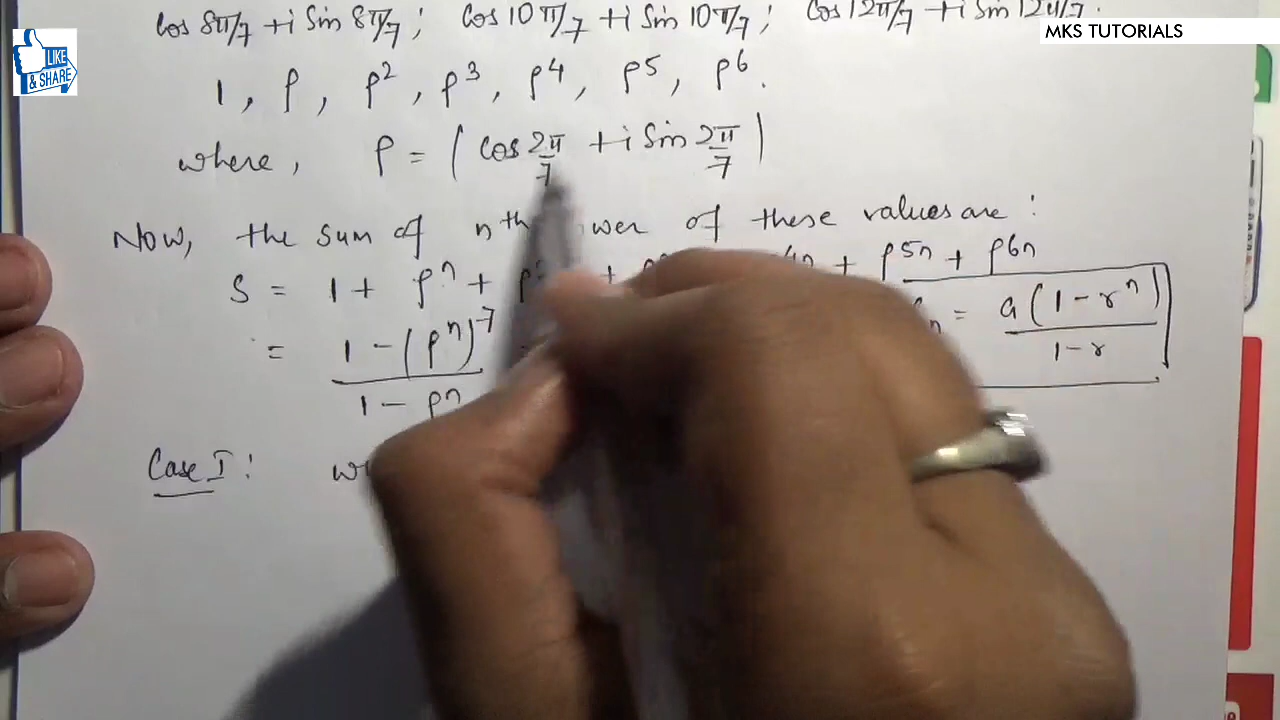 cos 8π/7 + i sin 8π/7 ; cos 10π/7 + i sin 10π/7 ; cos 12π/7 + i sin 12π/7 .
MKS TUTORIALS
LIKE
& SHARE
1 , ρ , ρ² , ρ³ , ρ⁴ , ρ⁵ , ρ⁶ .
where , ρ = ( cos 2π/7 + i sin 2π/7 )
Now, the sum of nth of these values are :
S = 1 + ρⁿ + + + ρ⁵ⁿ + ρ⁶ⁿ
= 1 - (ρⁿ)⁷ / 1 - ρⁿ = a ( 1 - rⁿ ) / 1 - r
Case I :